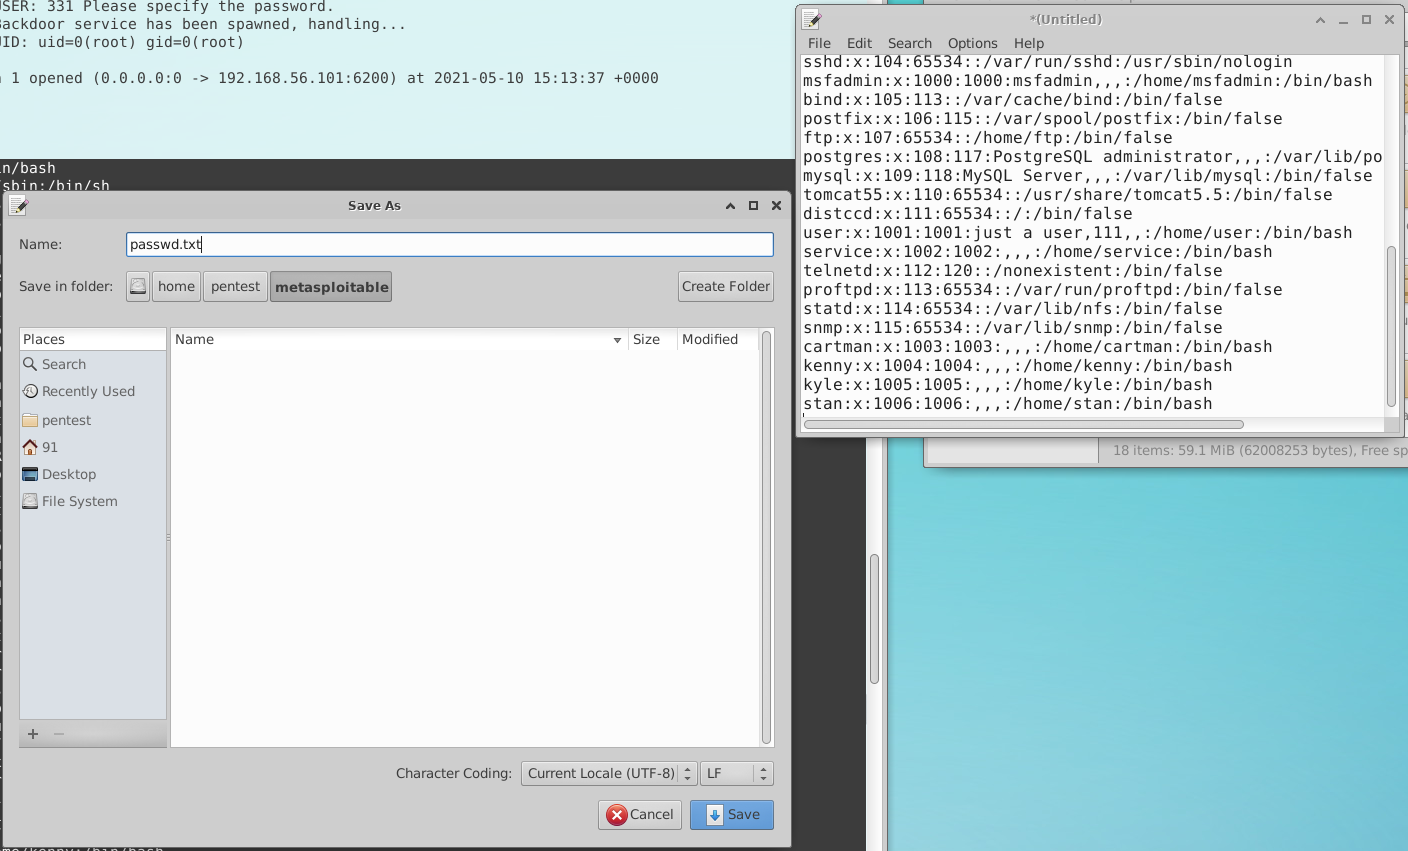 USER: 331 Please specify the password.
Backdoor service has been spawned, handling...
UID: uid=0(root) gid=0(root)
1 opened (0.0.0.0:0 -> 192.168.56.101:6200) at 2021-05-10 15:13:37 +0000
in/bash
/sbin:/bin/sh
Save As
Name:
passwd.txt
Save in folder:
home
pentest
metasploitable
Create Folder
Places
Name
Size
Modified
Search
Recently Used
pentest
91
Desktop
File System
Character Coding:
Current Locale (UTF-8)
LF
Cancel
Save
*(Untitled)
File Edit Search Options Help
sshd:x:104:65534::/var/run/sshd:/usr/sbin/nologin
msfadmin:x:1000:1000:msfadmin,,,:/home/msfadmin:/bin/bash
bind:x:105:113::/var/cache/bind:/bin/false
postfix:x:106:115::/var/spool/postfix:/bin/false
ftp:x:107:65534::/home/ftp:/bin/false
postgres:x:108:117:PostgreSQL administrator,,,:/var/lib/po
mysql:x:109:118:MySQL Server,,,:/var/lib/mysql:/bin/false
tomcat55:x:110:65534::/usr/share/tomcat5.5:/bin/false
distccd:x:111:65534::/:/bin/false
user:x:1001:1001:just a user,111,,:/home/user:/bin/bash
service:x:1002:1002:,,,:/home/service:/bin/bash
telnetd:x:112:120::/nonexistent:/bin/false
proftpd:x:113:65534::/var/run/proftpd:/bin/false
statd:x:114:65534::/var/lib/nfs:/bin/false
snmp:x:115:65534::/var/lib/snmp:/bin/false
cartman:x:1003:1003:,,,:/home/cartman:/bin/bash
kenny:x:1004:1004:,,,:/home/kenny:/bin/bash
kyle:x:1005:1005:,,,:/home/kyle:/bin/bash
stan:x:1006:1006:,,,:/home/stan:/bin/bash
18 items: 59.1 MiB (62008253 bytes), Free sp